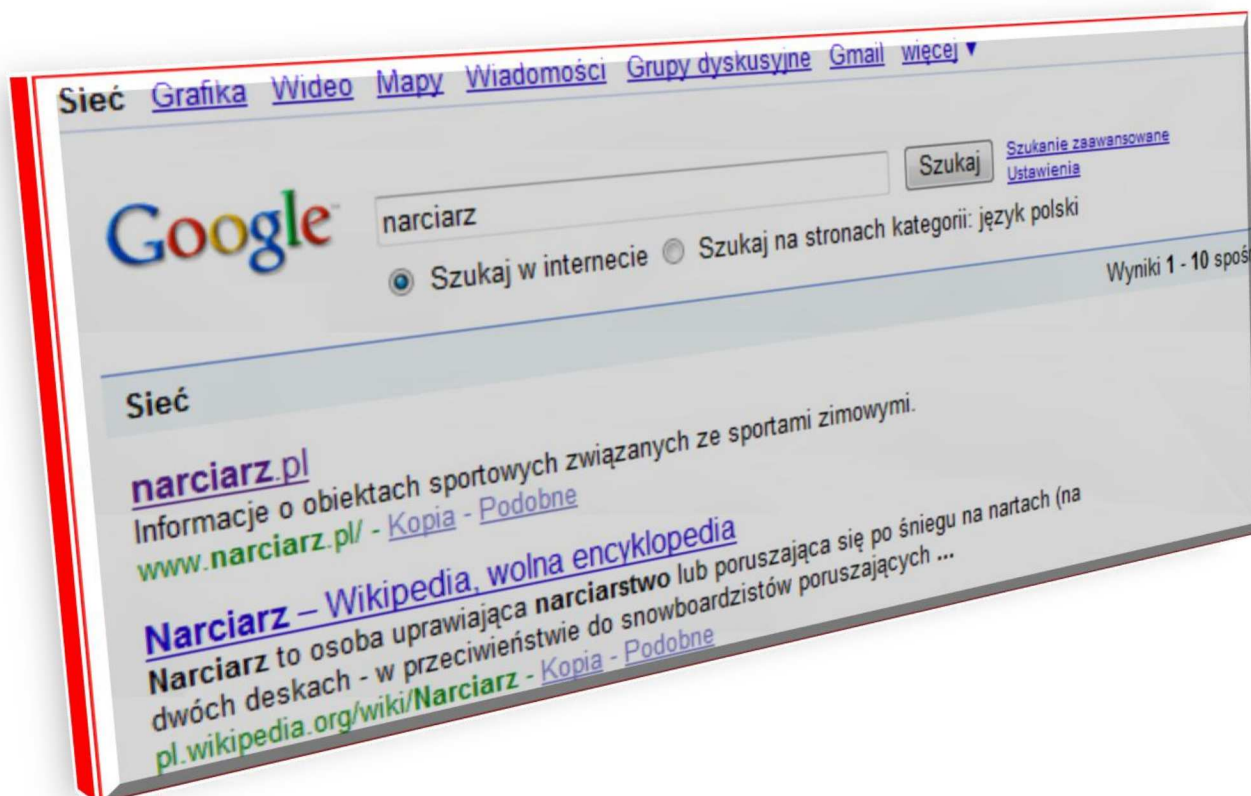 Sieć Grafika Wideo Mapy Wiadomości Grupy dyskusyjne Gmail więcej ▼
Google™
narciarz
Szukaj
Szukanie zaawansowane
Ustawienia
Szukaj w internecie Szukaj na stronach kategorii: język polski
Wyniki 1 - 10
Sieć
narciarz.pl
Informacje o obiektach sportowych związanych ze sportami zimowymi.
www.narciarz.pl/ - Kopia - Podobne
Narciarz – Wikipedia, wolna encyklopedia
Narciarz to osoba uprawiająca narciarstwo lub poruszająca się po śniegu na nartach (na
dwóch deskach - w przeciwieństwie do snowboardzistów poruszających ...
pl.wikipedia.org/wiki/Narciarz - Kopia - Podobne